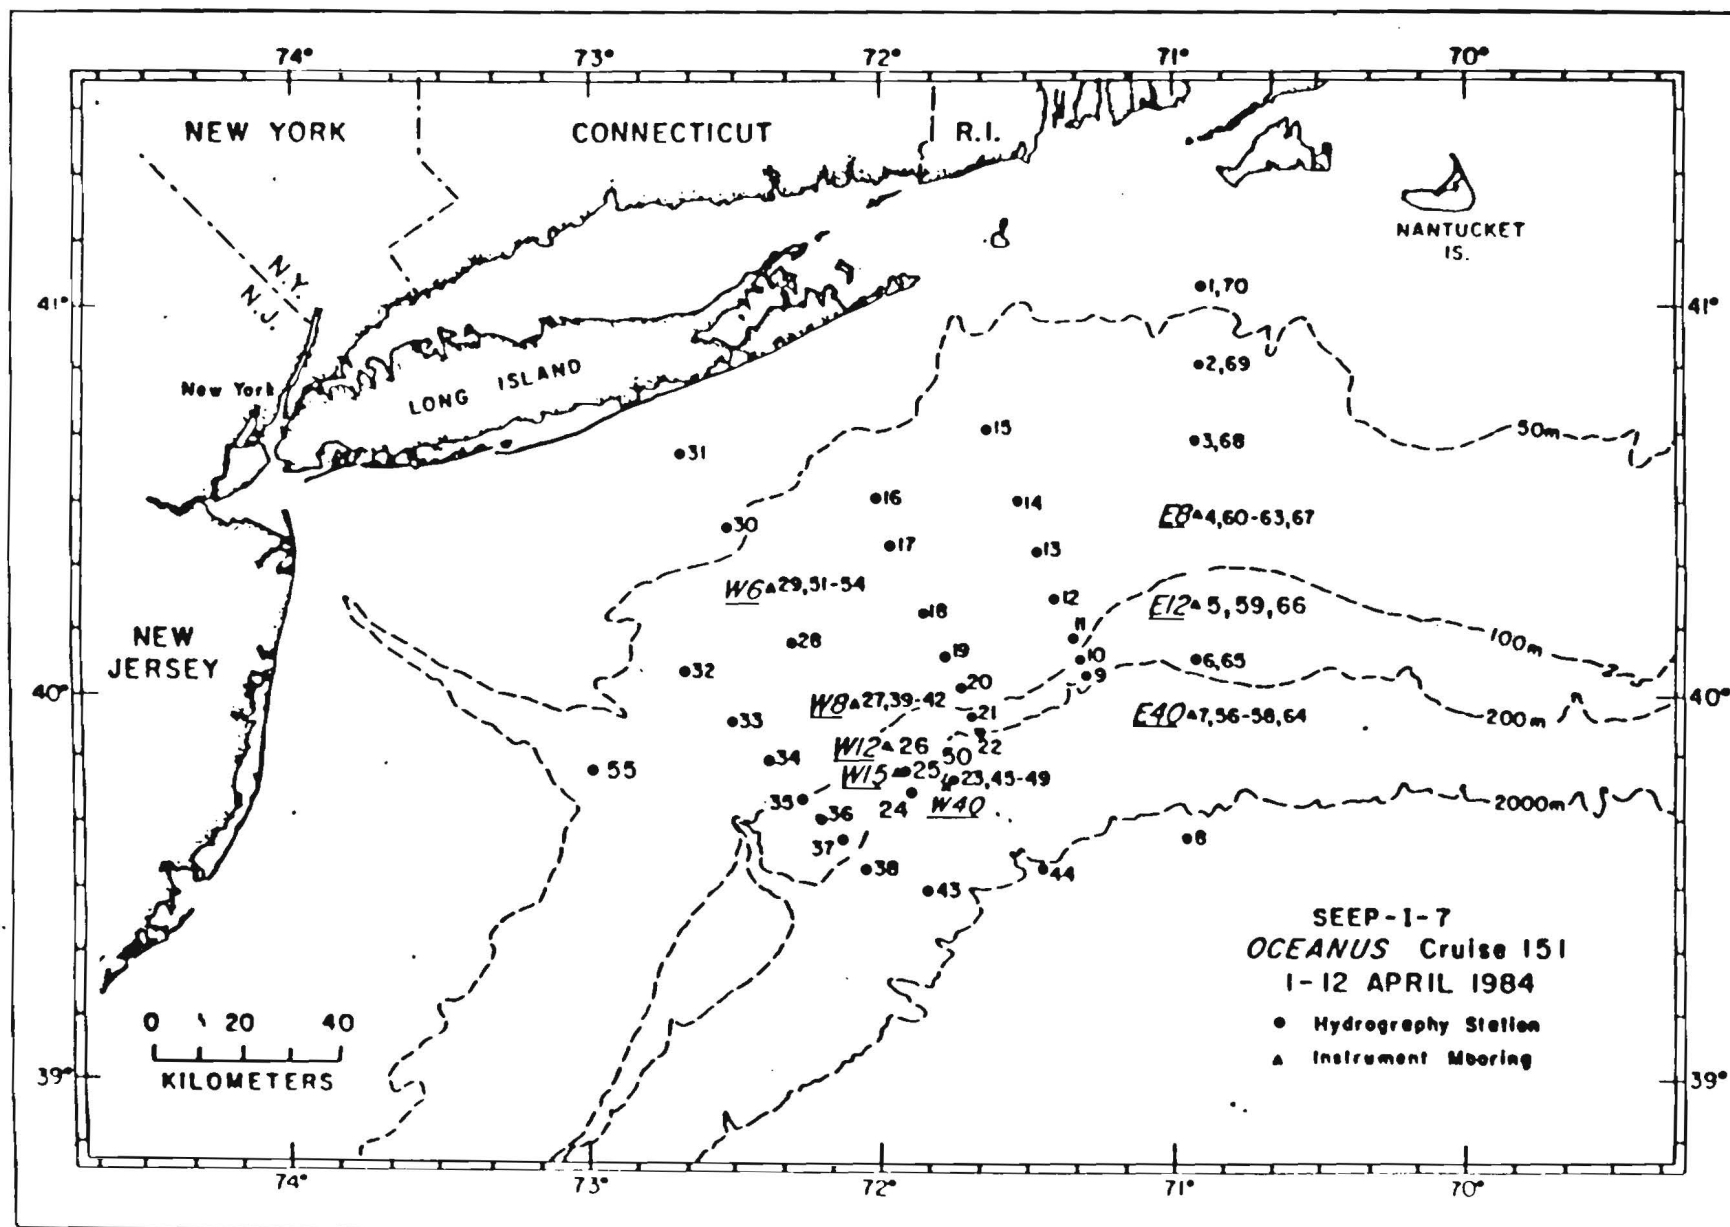 74° 73° 72° 71° 70°
NEW YORK CONNECTICUT R.I.
NANTUCKET
IS.
N.Y.
N.J.
41° 1,70 41°
2,69
New York
LONG ISLAND
50m
31 15 3,68
16 14
30 E8 4,60-63,67
17 13
W6 29,51-54
18 12 E12 5,59,66
11
NEW
JERSEY
28 19 10 6,65 100m
32 9
40° 20 40°
W8 27,39-42
33 21 E40 7,56-58,64 200m
W12 26 22
34 50
55 W15 25 23,45-49
35 24 W40
36 2000m
37 8
38 44
43
SEEP-I-7
OCEANUS Cruise 151
1-12 APRIL 1984
0 20 40
● Hydrography Station
▲ Instrument Mooring
KILOMETERS
39° 39°
74° 73° 72° 71° 70°